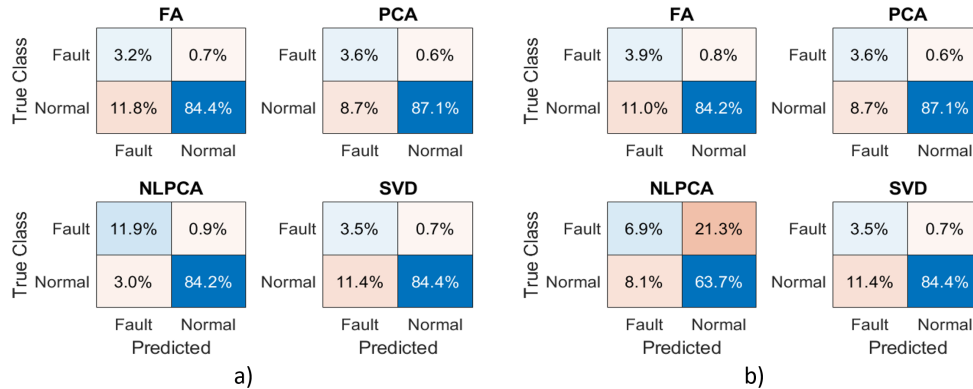 FA PCA
True Class
Fault 3.2% 0.7% 3.6% 0.6%
Normal 11.8% 84.4% 8.7% 87.1%
Fault Normal Fault Normal
NLPCA SVD
True Class
Fault 11.9% 0.9% Fault 3.5% 0.7%
Normal 3.0% 84.2% Normal 11.4% 84.4%
Fault Normal Fault Normal
Predicted Predicted
a)
FA PCA
True Class
Fault 3.9% 0.8% Fault 3.6% 0.6%
Normal 11.0% 84.2% Normal 8.7% 87.1%
Fault Normal Fault Normal
NLPCA SVD
True Class
Fault 6.9% 21.3% Fault 3.5% 0.7%
Normal 8.1% 63.7% Normal 11.4% 84.4%
Fault Normal Fault Normal
Predicted Predicted
b)